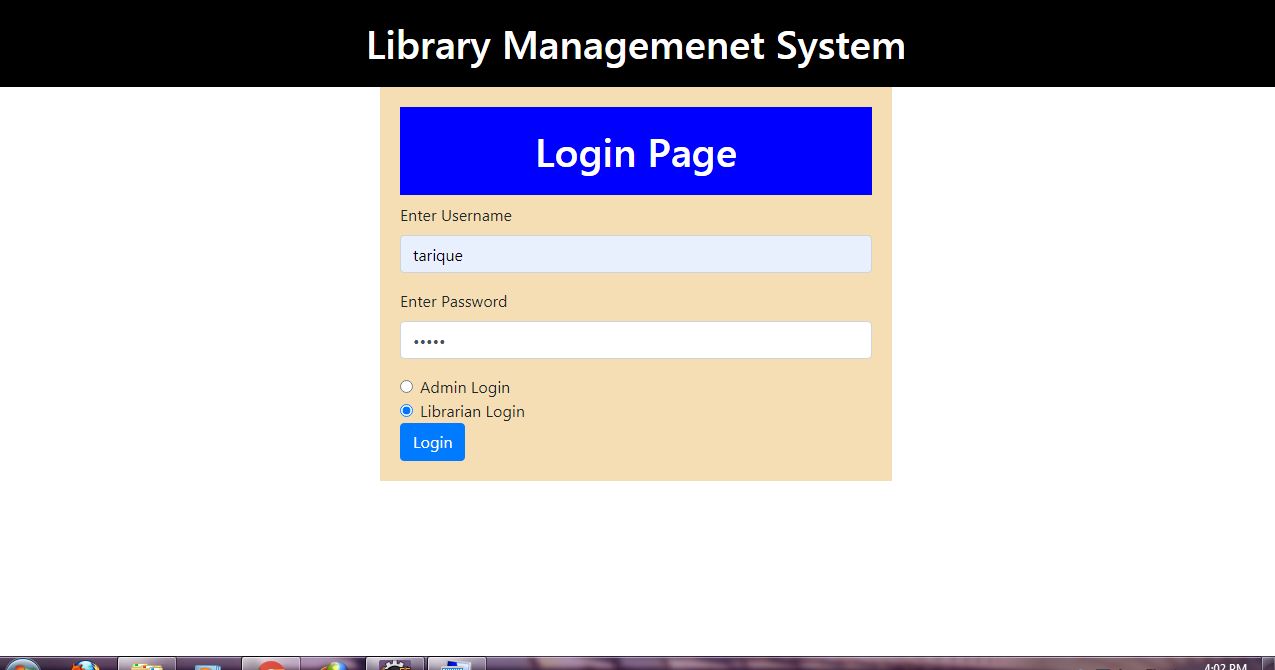 Library Managemenet System
Login Page
Enter Username
tarique
Enter Password
•••••
Admin Login
Librarian Login
Login
4:02 PM